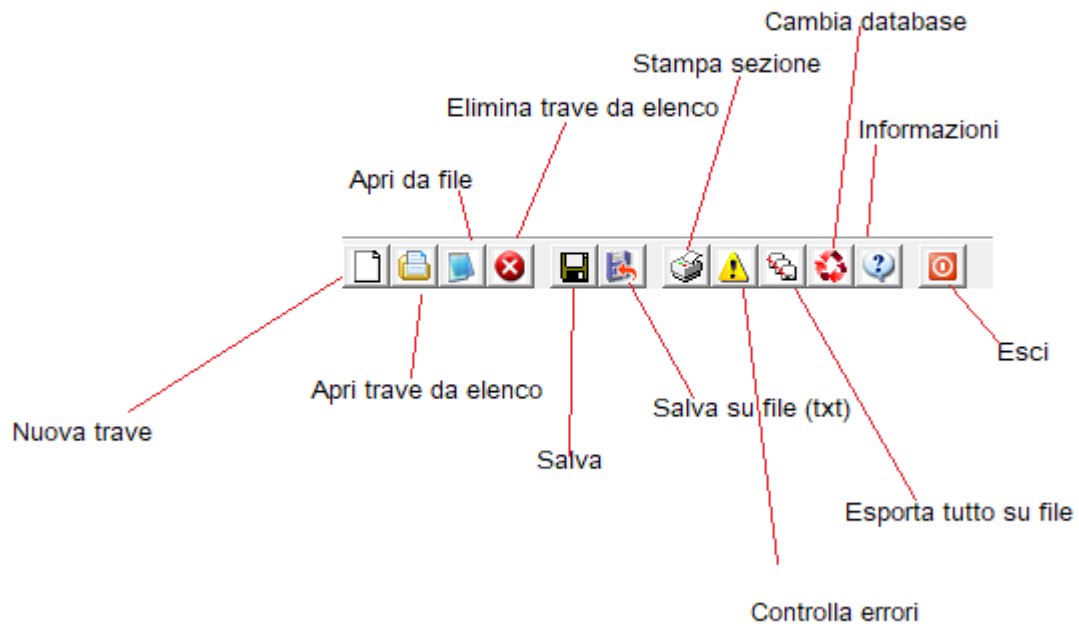 Cambia database
Stampa sezione
Elimina trave da elenco
Informazioni
Apri da file
Esci
Apri trave da elenco
Salva su file (txt)
Nuova trave
Salva
Esporta tutto su file
Controlla errori